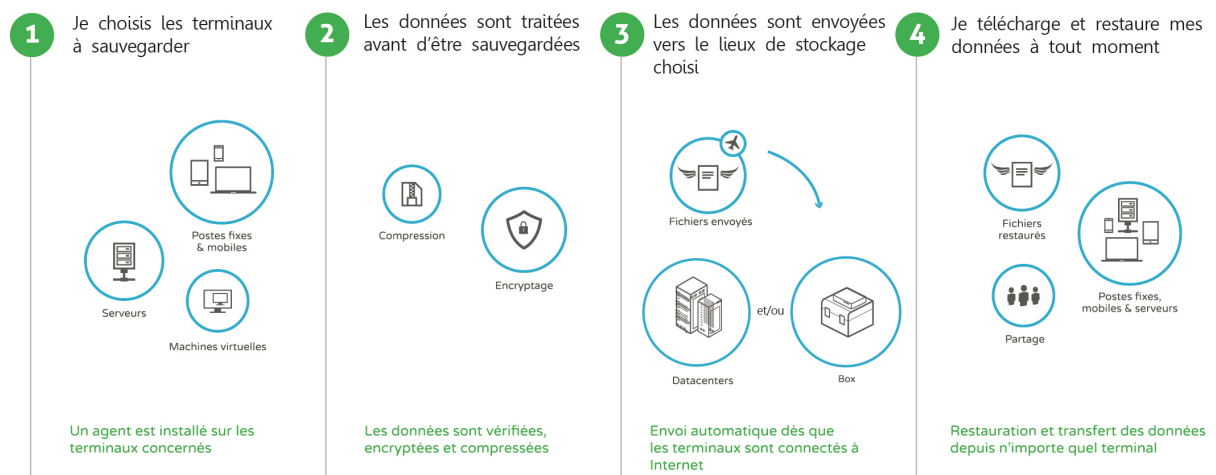 1
Je choisis les terminaux
à sauvegarder
Postes fixes
& mobiles
Serveurs
Machines virtuelles
Un agent est installé sur les
terminaux concernés
2
Les données sont traitées
avant d'être sauvegardées
Compression
Encryptage
Les données sont vérifiées,
encryptées et compressées
3
Les données sont envoyées
vers le lieux de stockage
choisi
Fichiers envoyés
et/ou
Datacenters
Box
Envoi automatique dès que
les terminaux sont connectés à
Internet
4
Je télécharge et restaure mes
données à tout moment
Fichiers
restaurés
Postes fixes,
mobiles & serveurs
Partage
Restauration et transfert des données
depuis n'importe quel terminal